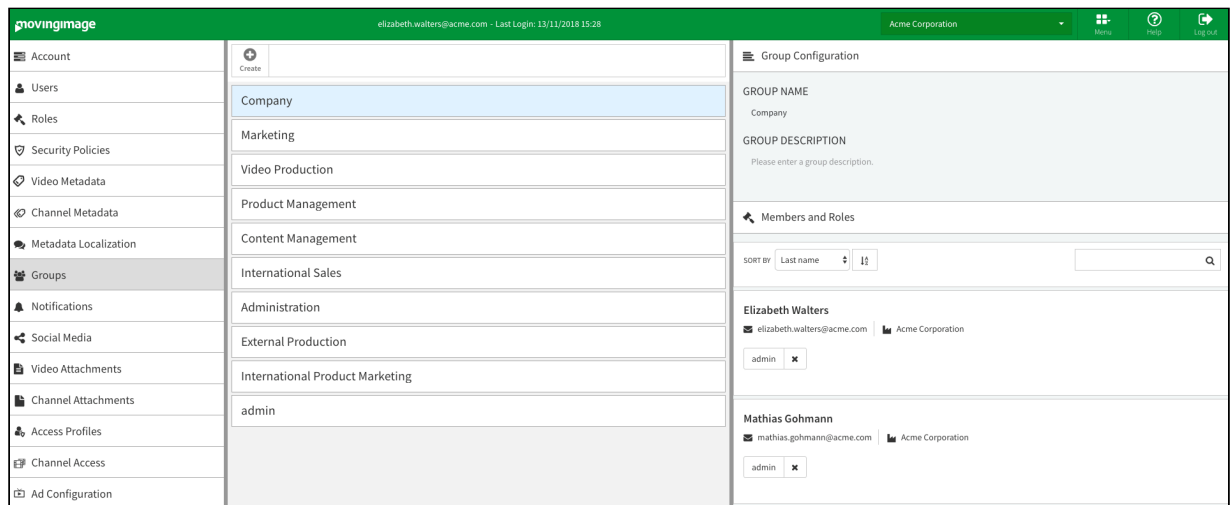 movingimage
elizabeth.walters@acme.com - Last Login: 13/11/2018 15:28
Acme Corporation
Menu
Help
Log out
Account
Users
Roles
Security Policies
Video Metadata
Channel Metadata
Metadata Localization
Groups
Notifications
Social Media
Video Attachments
Channel Attachments
Access Profiles
Channel Access
Ad Configuration
Create
Company
Marketing
Video Production
Product Management
Content Management
International Sales
Administration
External Production
International Product Marketing
admin
Group Configuration
GROUP NAME
Company
GROUP DESCRIPTION
Please enter a group description.
Members and Roles
SORT BY Last name
Elizabeth Walters
elizabeth.walters@acme.com Acme Corporation
admin
Mathias Gohmann
mathias.gohmann@acme.com Acme Corporation
admin